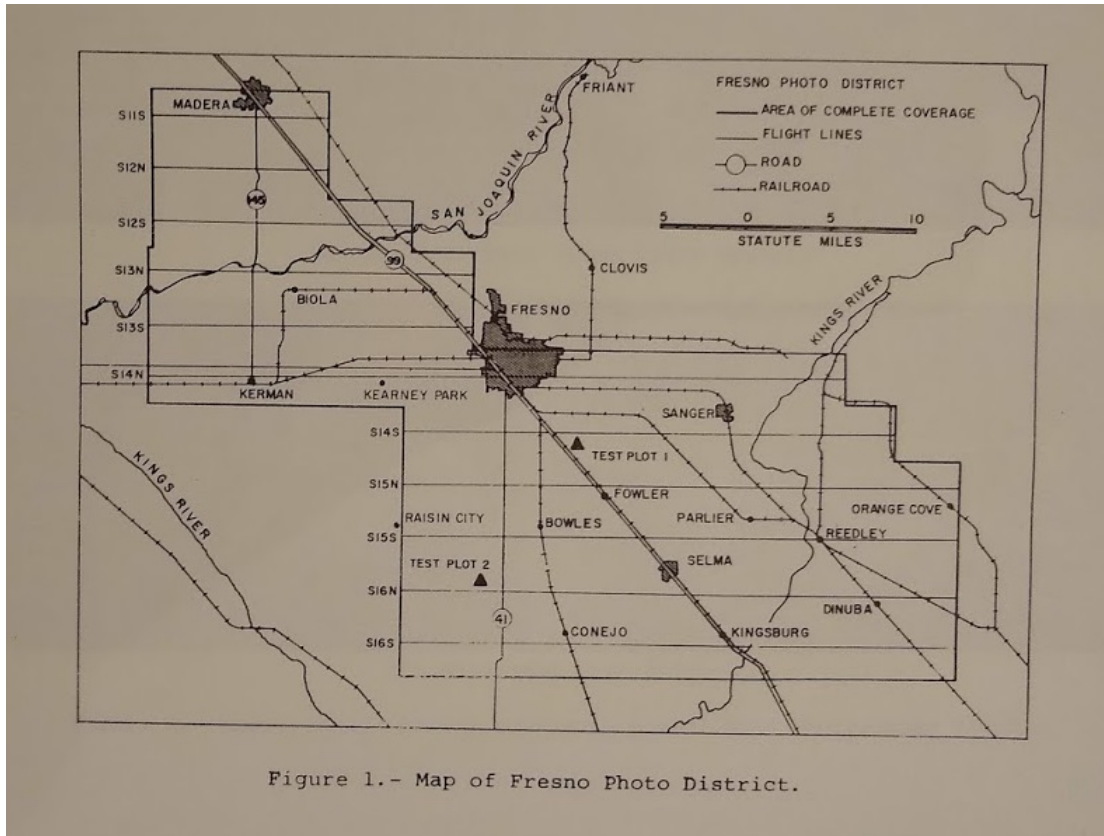 FRESNO PHOTO DISTRICT
AREA OF COMPLETE COVERAGE
FLIGHT LINES
ROAD
RAILROAD
5 0 5 10
STATUTE MILES
MADERA
FRIANT
S11S
S12N
145
SAN JOAQUIN RIVER
S12S
99
CLOVIS
S13N
BIOLA
KINGS RIVER
FRESNO
S13S
S14N
KERMAN
KEARNEY PARK
SANGER
S14S
TEST PLOT 1
KINGS RIVER
S15N
FOWLER
RAISIN CITY
BOWLES
PARLIER
ORANGE COVE
REEDLEY
S15S
TEST PLOT 2
SELMA
S16N
DINUBA
41
CONEJO
KINGSBURG
S16S
Figure 1.- Map of Fresno Photo District.